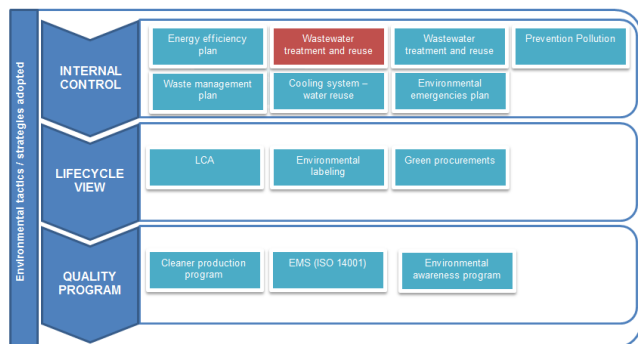 Environmental tactics / strategies adopted
INTERNAL
CONTROL
Energy efficiency
plan
Wastewater
treatment and reuse
Wastewater
treatment and reuse
Prevention Pollution
Waste management
plan
Cooling system –
water reuse
Environmental
emergencies plan
LIFECYCLE
VIEW
LCA
Environmental
labeling
Green procurements
QUALITY
PROGRAM
Cleaner production
program
EMS (ISO 14001)
Environmental
awareness program